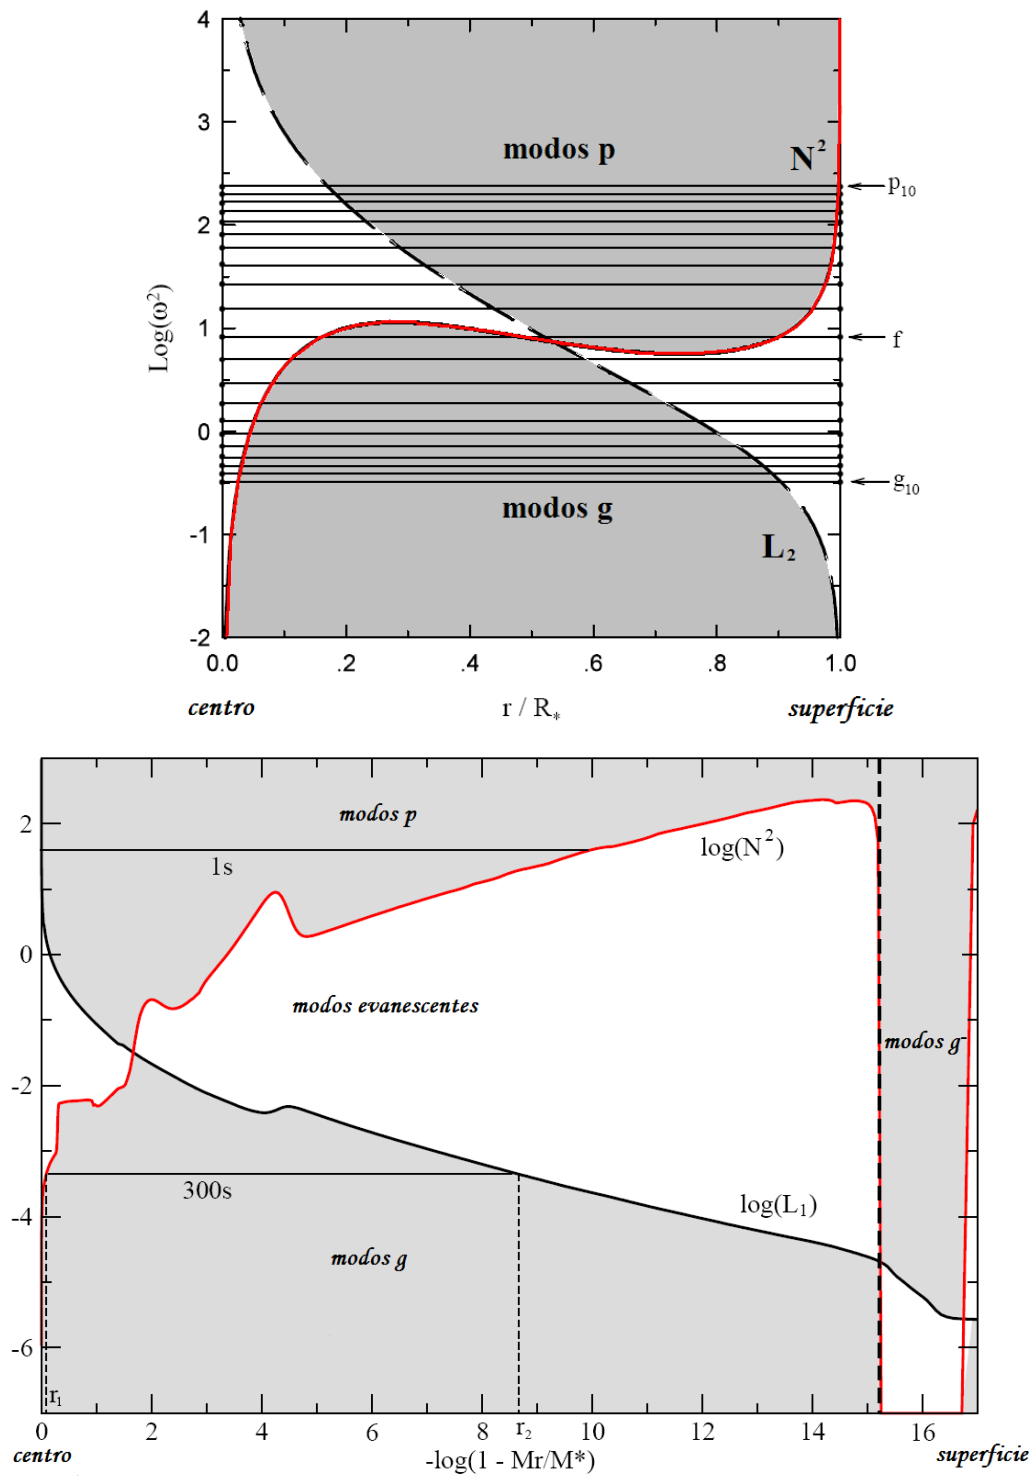 4
3
2
1
0
-1
-2
Log(ω²)
modos p
N²
p₁₀
f
g₁₀
modos g
L₂
0.0 .2 .4 .6 .8 1.0
centro r / R* superficie
2
0
-2
-4
-6
modos p
1s
log(N²)
modos evanescentes
modos g⁻
300s
log(L₁)
modos g
r₁
0 2 4 6 8 r₂ 10 12 14 16
centro -log(1 - Mr/M*) superficie